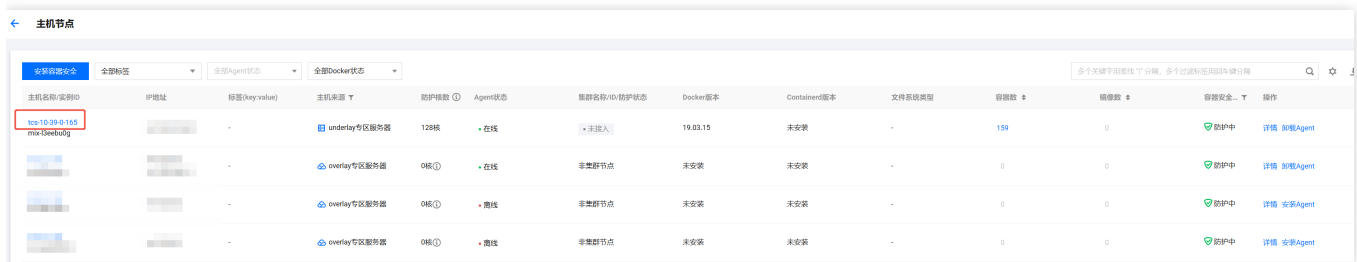 主机节点
安装容器安全 全部标签 全部Agent状态 全部Docker状态 多个关键字用竖线 "|" 分隔，多个过滤标签用回车键分隔
主机名称/实例ID IP地址 标签(key:value) 主机来源 防护核数 Agent状态 集群名称/ID/防护状态 Docker版本 Containerd版本 文件系统类型 容器数 镜像数 容器安全... 操作
tcs-10-39-0-165 - underlay专区服务器 128核 在线 未接入 19.03.15 未安装 - 159 0 防护中 详情 卸载Agent
mix-l3eebu0g
- overlay专区服务器 0核 在线 非集群节点 未安装 未安装 - 0 0 防护中 详情 卸载Agent
- overlay专区服务器 0核 离线 非集群节点 未安装 未安装 - 0 0 防护中 详情 安装Agent
- overlay专区服务器 0核 离线 非集群节点 未安装 未安装 - 0 0 防护中 详情 安装Agent